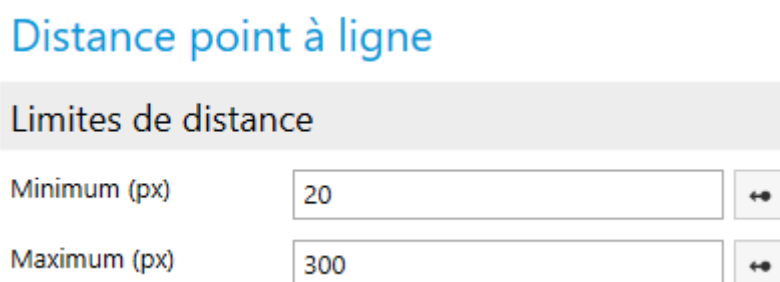 Distance point à ligne
Limites de distance
Minimum (px) 20
Maximum (px) 300